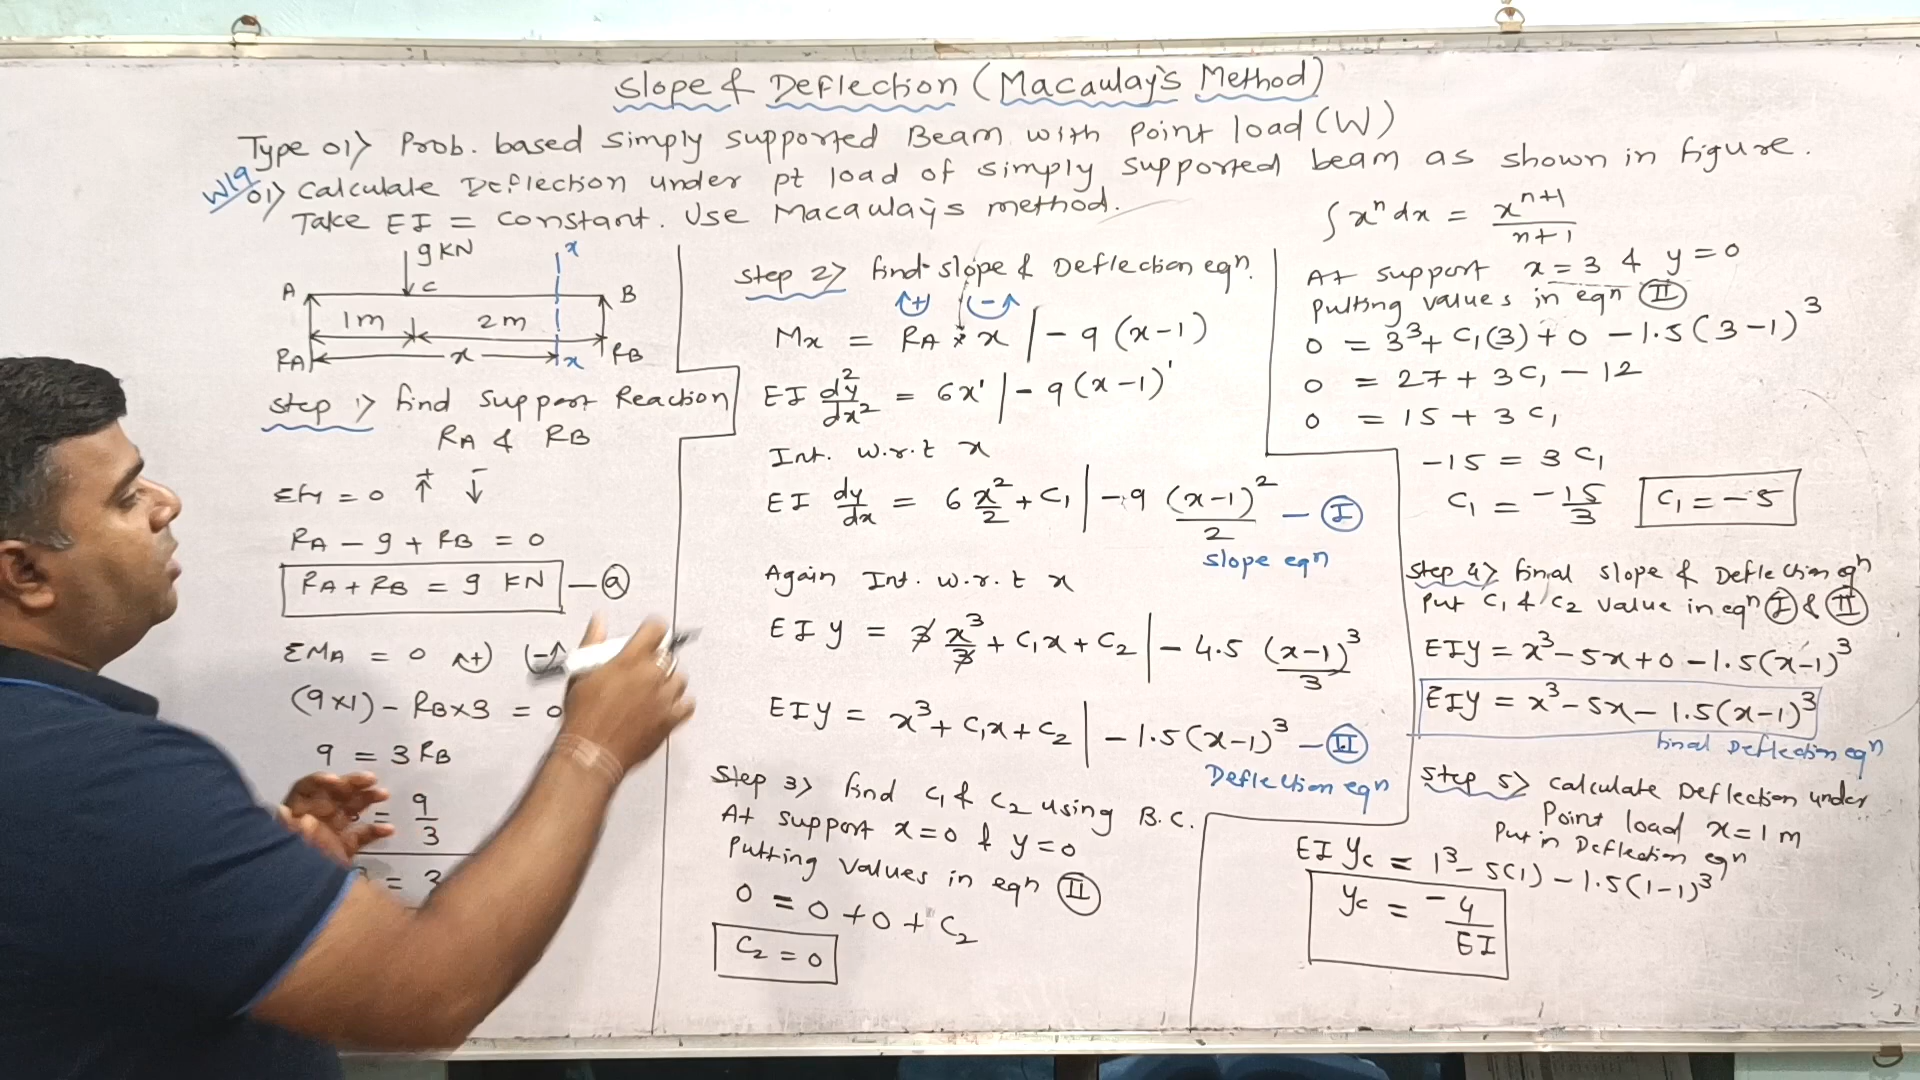 Slope & Deflection (Macaulay's Method)
Type 01> Prob. based simply supported Beam with point load (W)
W19
01> Calculate Deflection under pt load of simply supported beam as shown in figure.
Take EI = constant. Use Macaulay's method.
9 KN
x
A
C
B
1m
2m
RA
x
x
RB
Step 1> find support Reaction
RA & RB
ΣFy = 0 +↑ -↓
RA - 9 + RB = 0
RA + RB = 9 KN — (a)
ΣMA = 0 (+) (-)
(9×1) - RB×3 = 0
9 = 3 RB
= 9/3
= 3
Step 2> find slope & Deflection eqn.
(+) (-)
Mx = RA × x | - 9 (x-1)
EI d²y/dx² = 6x' | - 9 (x-1)'
Int. w.r.t x
EI dy/dx = 6 x²/2 + C₁ | - 9 (x-1)²/2 — (I)
slope eqn
Again Int. w.r.t x
EIy = 3 x³/3 + C₁x + C₂ | - 4.5 (x-1)³/3
EIy = x³ + C₁x + C₂ | - 1.5(x-1)³ — (II)
Deflection eqn
Step 3> find C₁ & C₂ using B.C.
At support x=0 & y=0
Putting values in eqn (II)
0 = 0 + 0 + C₂
C₂ = 0
∫xⁿdx = xⁿ⁺¹/n+1
At support x=3 & y=0
Putting values in eqn (II)
0 = 3³ + C₁(3) + 0 - 1.5(3-1)³
0 = 27 + 3C₁ - 12
0 = 15 + 3C₁
-15 = 3C₁
C₁ = -15/3
C₁ = -5
Step 4> final slope & Deflection eqn
Put C₁ & C₂ value in eqn (I) & (II)
EIy = x³ - 5x + 0 - 1.5(x-1)³
EIy = x³ - 5x - 1.5(x-1)³
final Deflection eqn
Step 5> Calculate Deflection under
Point load x = 1 m
Put in Deflection eqn
EI yc = 1³ - 5(1) - 1.5(1-1)³
yc = -4/EI